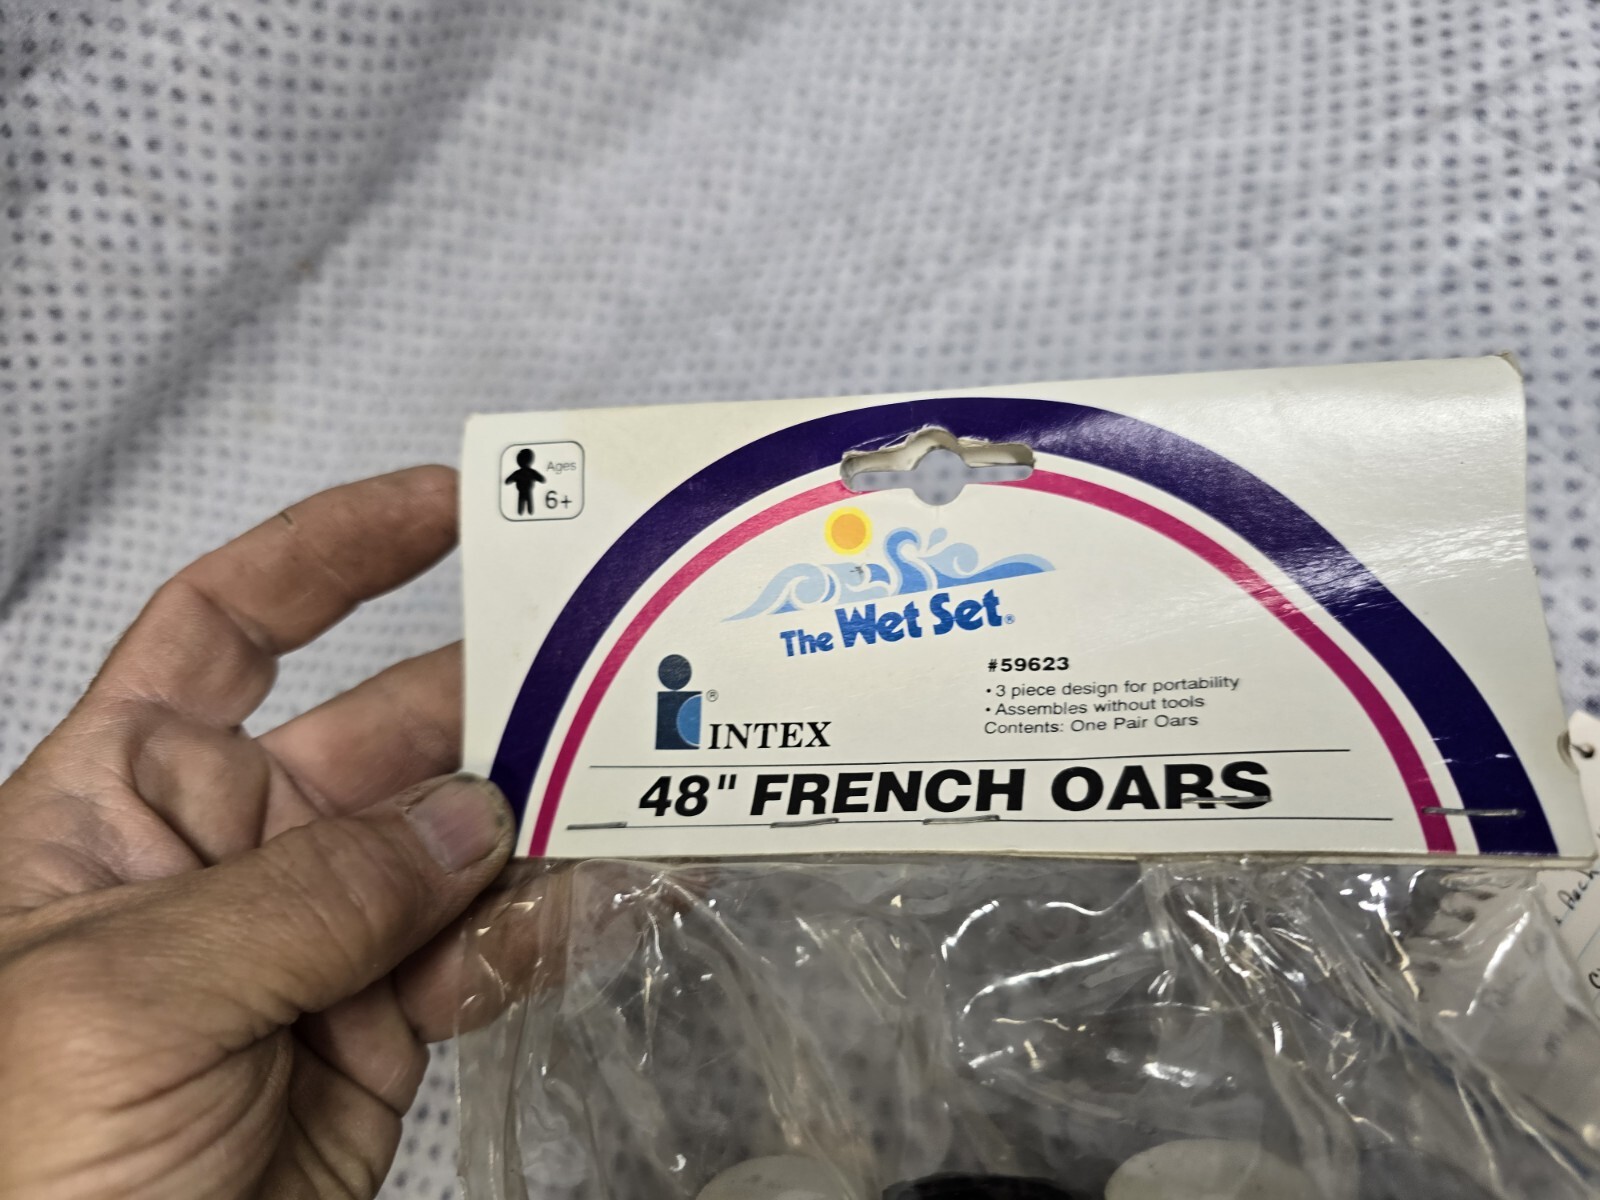 Ages
6+
The Wet Set®
#59623
• 3 piece design for portability
• Assembles without tools
Contents: One Pair Oars
® INTEX
48" FRENCH OARS